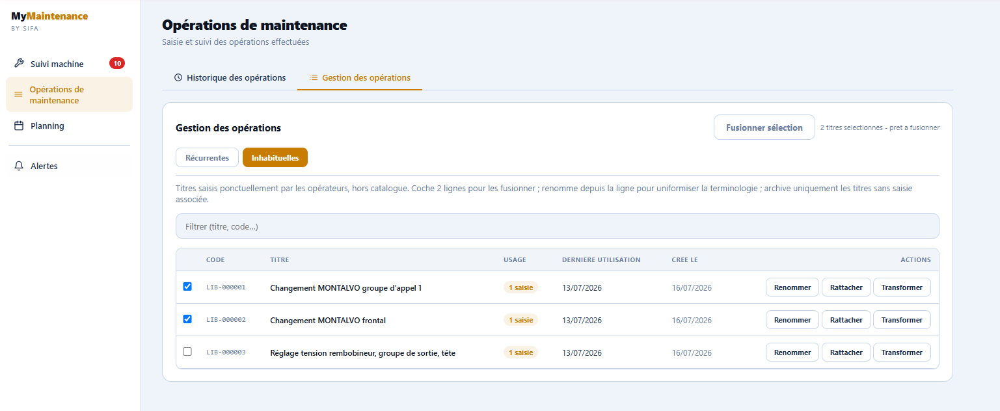 MyMaintenance
BY SIFA
Suivi machine 10
Opérations de
maintenance
Planning
Alertes
Opérations de maintenance
Saisie et suivi des opérations effectuées
Historique des opérations Gestion des opérations
Gestion des opérations
Fusionner sélection 2 titres selectionnes - pret a fusionner
Récurrentes Inhabituelles
Titres saisis ponctuellement par les opérateurs, hors catalogue. Coche 2 lignes pour les fusionner ; renomme depuis la ligne pour uniformiser la terminologie ; archive uniquement les titres sans saisie
associée.
Filtrer (titre, code...)
CODE TITRE USAGE DERNIERE UTILISATION CREE LE ACTIONS
LIB-000001 Changement MONTALVO groupe d'appel 1 1 saisie 13/07/2026 16/07/2026 Renommer Rattacher Transformer
LIB-000002 Changement MONTALVO frontal 1 saisie 13/07/2026 16/07/2026 Renommer Rattacher Transformer
LIB-000003 Réglage tension rembobineur, groupe de sortie, tête 1 saisie 13/07/2026 16/07/2026 Renommer Rattacher Transformer